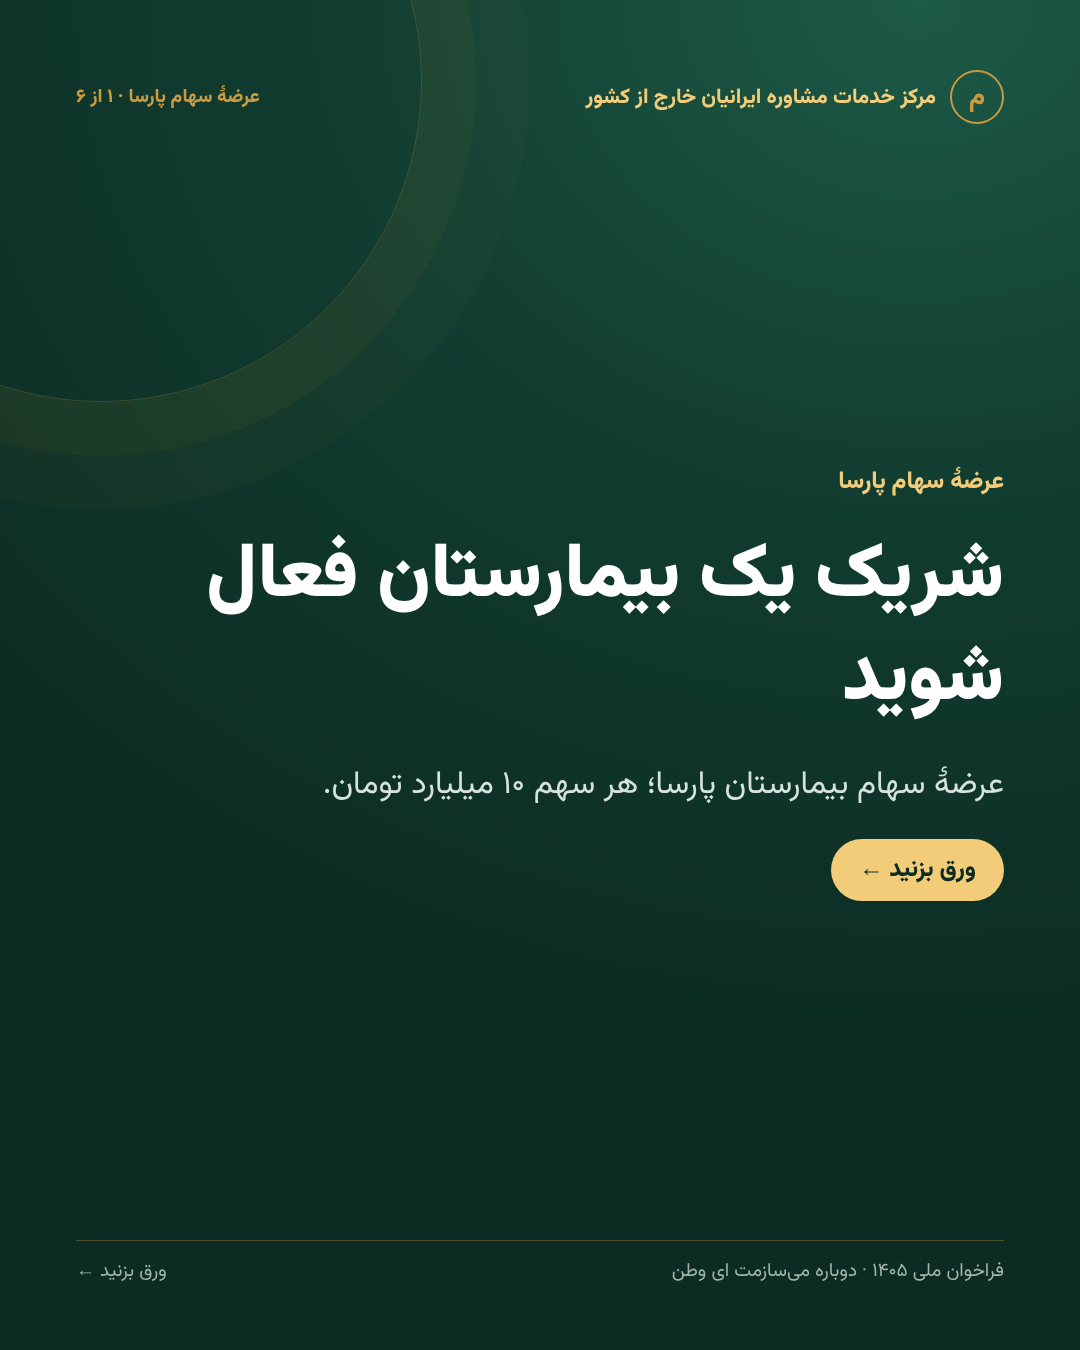 م
مرکز خدمات مشاوره ایرانیان خارج از کشور
عرضهٔ سهام پارسا · ۱ از ۶
عرضهٔ سهام پارسا
شریک یک بیمارستان فعال
شوید
عرضهٔ سهام بیمارستان پارسا؛ هر سهم ۱۰ میلیارد تومان.
ورق بزنید ←
فراخوان ملی ۱۴۰۵ · دوباره می‌سازمت ای وطن
ورق بزنید ←